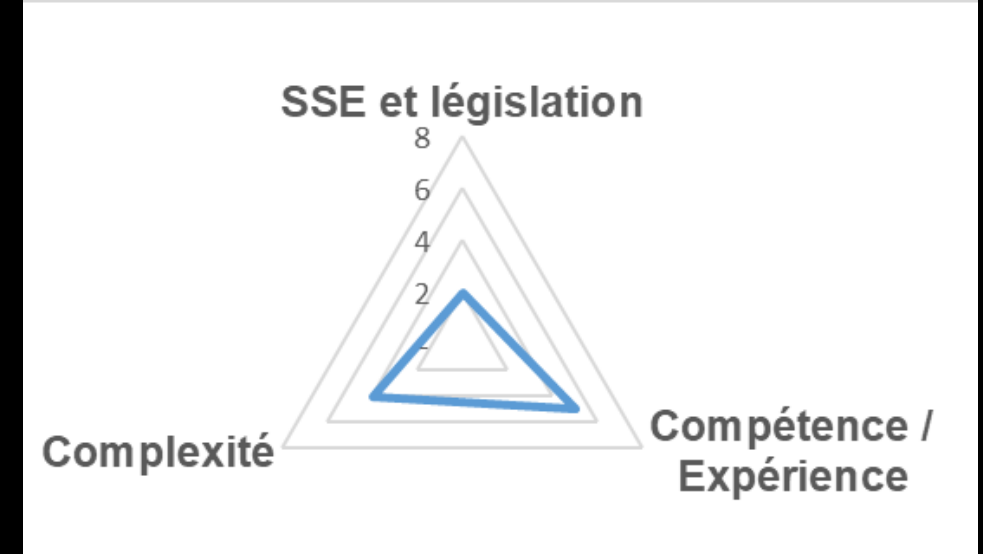 SSE et législation
8
6
4
2
-
Complexité
Compétence /
Expérience